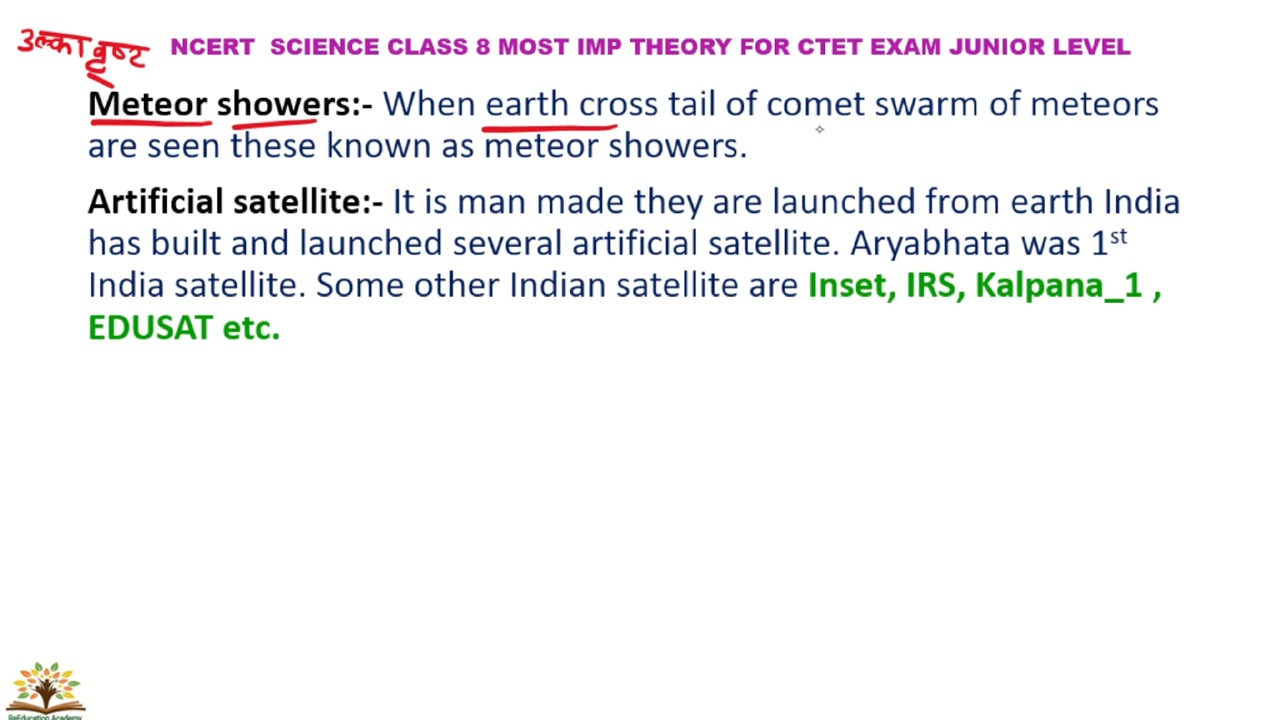 उल्का वृष्ट
NCERT SCIENCE CLASS 8 MOST IMP THEORY FOR CTET EXAM JUNIOR LEVEL
Meteor showers:- When earth cross tail of comet swarm of meteors
are seen these known as meteor showers.
Artificial satellite:- It is man made they are launched from earth India
has built and launched several artificial satellite. Aryabhata was 1st
India satellite. Some other Indian satellite are Inset, IRS, Kalpana_1 ,
EDUSAT etc.
BeEducation Academy